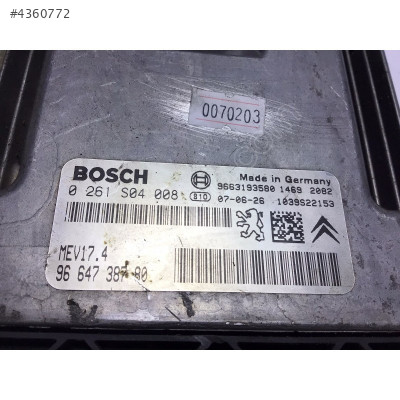 #4360772
0070203
BOSCH
Made in Germany
9663193580 1469 2082
0 261 S04 008
B10
07-06-26 1039S22153
MEV17.4
96 647 387 80